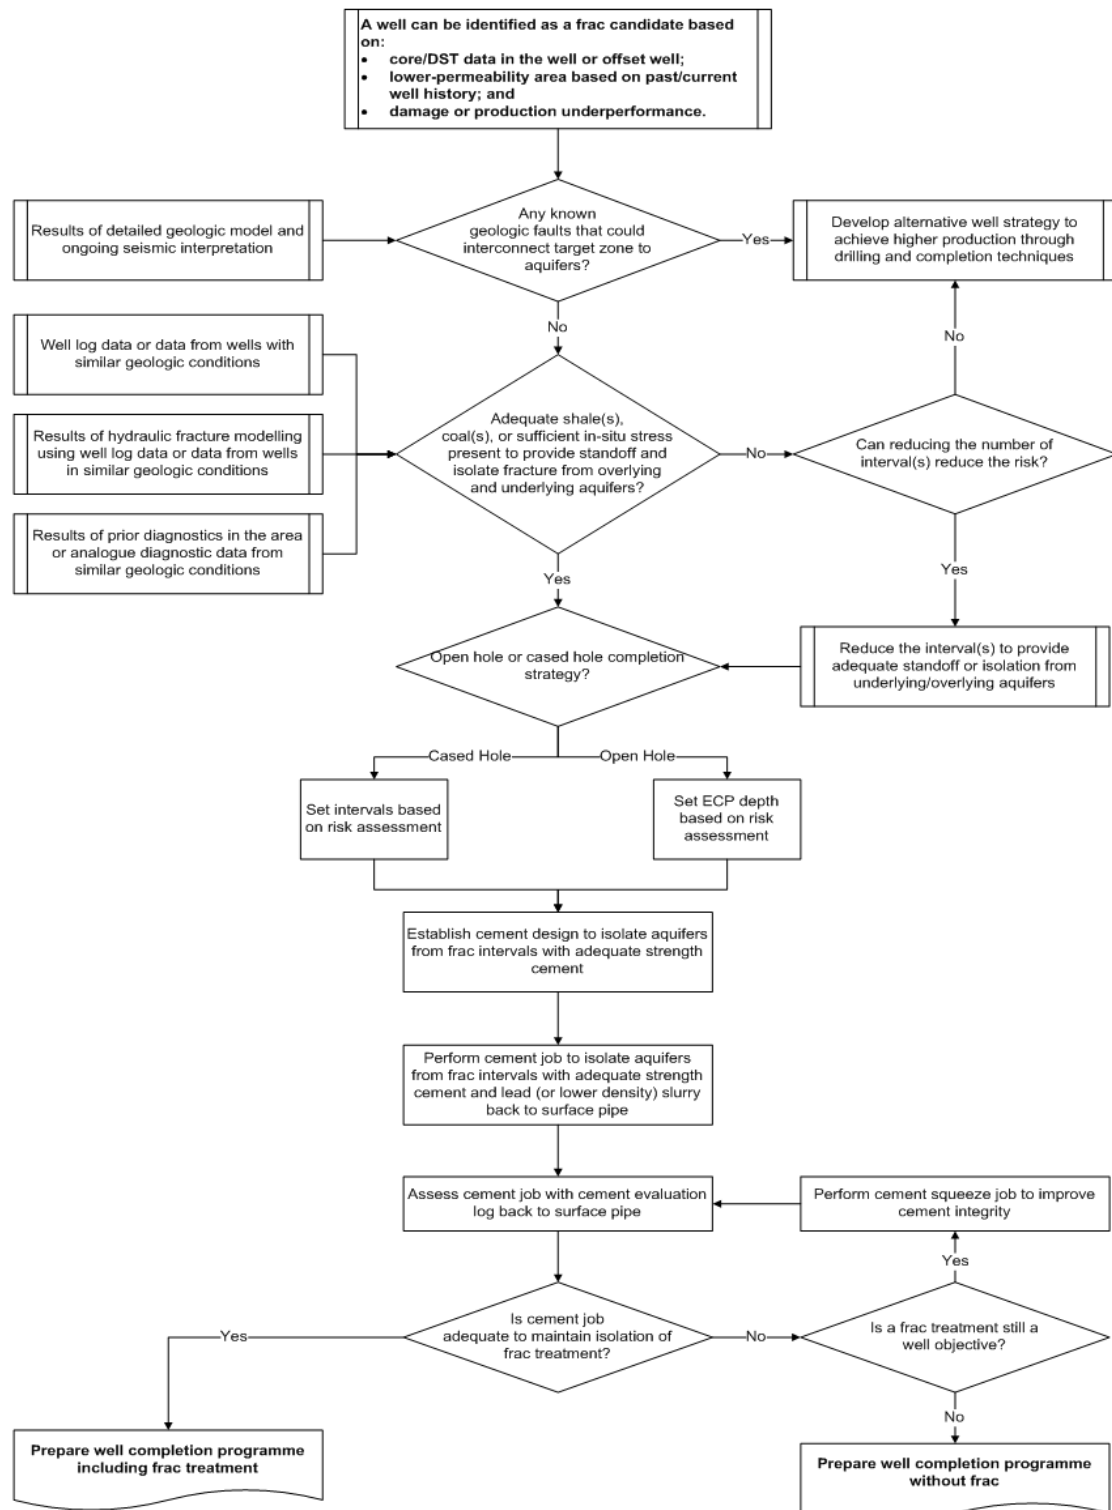 A well can be identified as a frac candidate based
on:
• core/DST data in the well or offset well;
• lower-permeability area based on past/current
well history; and
• damage or production underperformance.
Results of detailed geologic model and
ongoing seismic interpretation
Any known
geologic faults that could
interconnect target zone to
aquifers?
Yes
Develop alternative well strategy to
achieve higher production through
drilling and completion techniques
No
No
Well log data or data from wells with
similar geologic conditions
Results of hydraulic fracture modelling
using well log data or data from wells
in similar geologic conditions
Results of prior diagnostics in the area
or analogue diagnostic data from
similar geologic conditions
Adequate shale(s),
coal(s), or sufficient in-situ stress
present to provide standoff and
isolate fracture from overlying
and underlying aquifers?
No
Can reducing the number of
interval(s) reduce the risk?
Yes
Yes
Open hole or cased hole completion
strategy?
Reduce the interval(s) to provide
adequate standoff or isolation from
underlying/overlying aquifers
Cased Hole
Open Hole
Set intervals based
on risk assessment
Set ECP depth
based on risk
assessment
Establish cement design to isolate aquifers
from frac intervals with adequate strength
cement
Perform cement job to isolate aquifers
from frac intervals with adequate strength
cement and lead (or lower density) slurry
back to surface pipe
Assess cement job with cement evaluation
log back to surface pipe
Perform cement squeeze job to improve
cement integrity
Yes
Is cement job
adequate to maintain isolation of
frac treatment?
Yes
No
Is a frac treatment still a
well objective?
No
Prepare well completion programme
including frac treatment
Prepare well completion programme
without frac